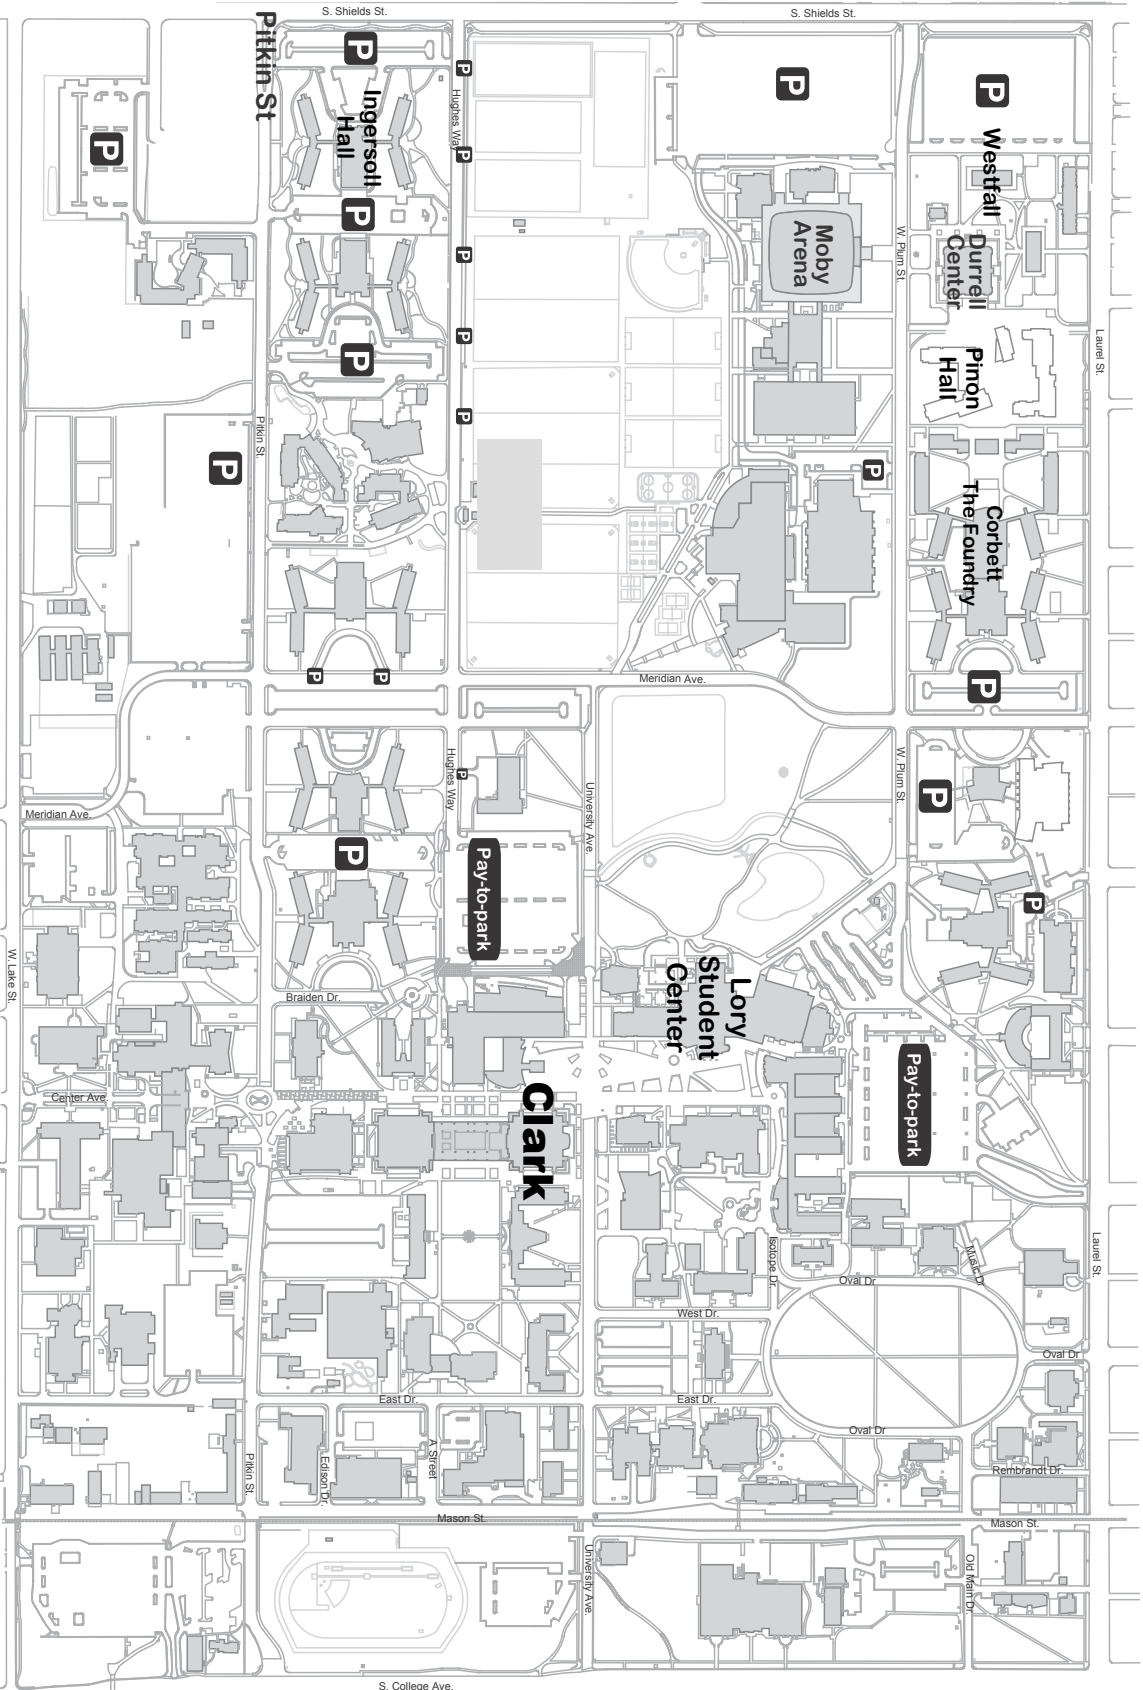 S. Shields St.
S. Shields St.
Pitkin St
P
P
P
P
Hughes Way
P
P
Ingersoll
Hall
P
P
Westfall
P
W. Plum St.
Moby
Arena
Durrell
Center
P
P
P
Laurel St.
Pinon
Hall
P
Pitkin St.
P
P
Corbett
The Foundry
P
P
Meridian Ave.
P
Hughes Way
P
University Ave.
W. Plum St.
P
Meridian Ave.
P
Pay-to-park
P
W. Lake St.
Braiden Dr.
Lory
Student
Center
Pay-to-park
Center Ave.
Clark
Isotope Dr.
Music Dr
Laurel St.
Oval Dr
West Dr.
Oval Dr
East Dr.
East Dr.
Oval Dr
Pitkin St.
Edison Dr.
A Street
Rembrandt Dr.
Mason St.
Mason St.
University Ave.
Old Main Dr.
S. College Ave.